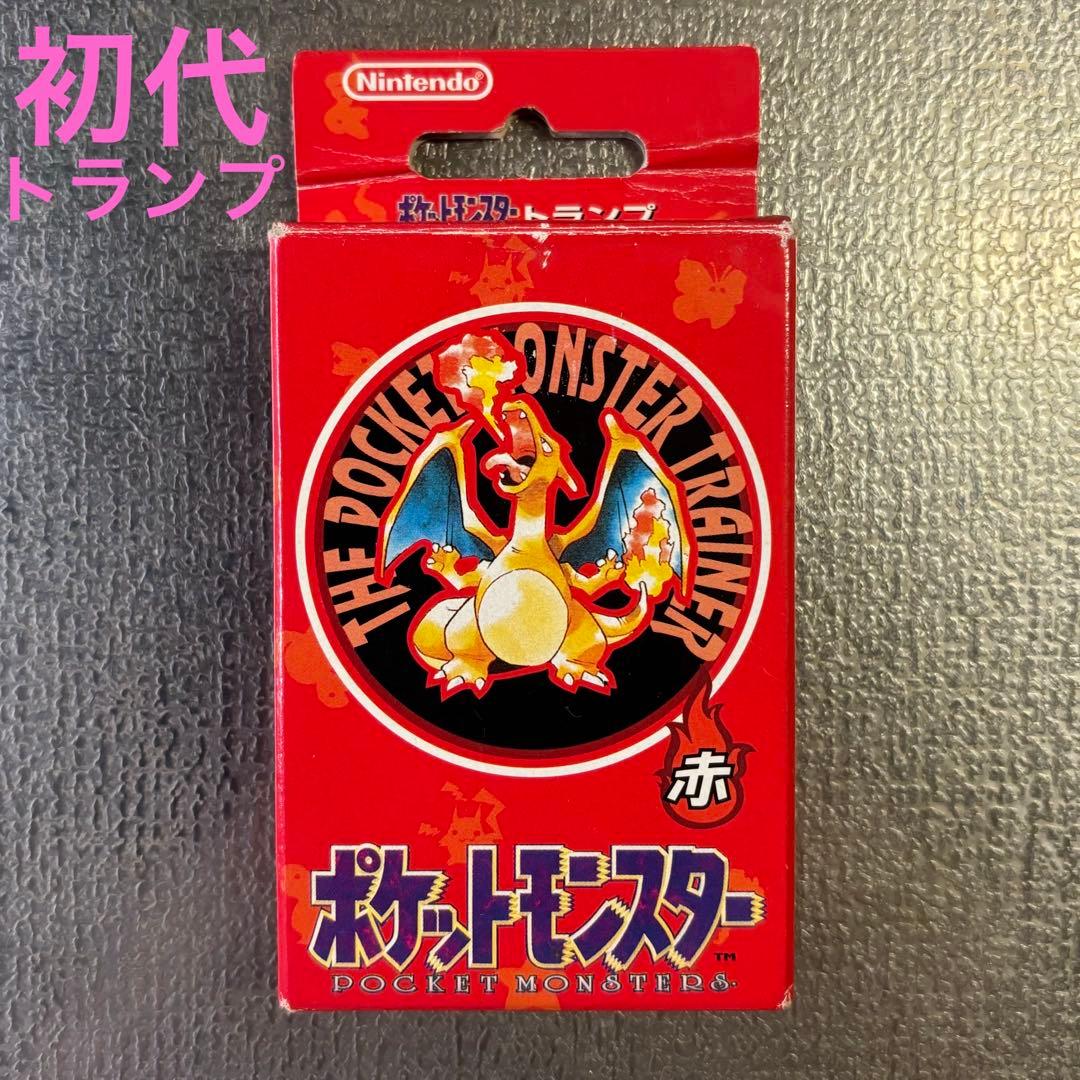 初代
トランプ
Nintendo®
ポケットモンスタートランプ
THE POCKET MONSTER TRAINER
赤
ポケットモンスター
TM
POCKET MONSTERS.